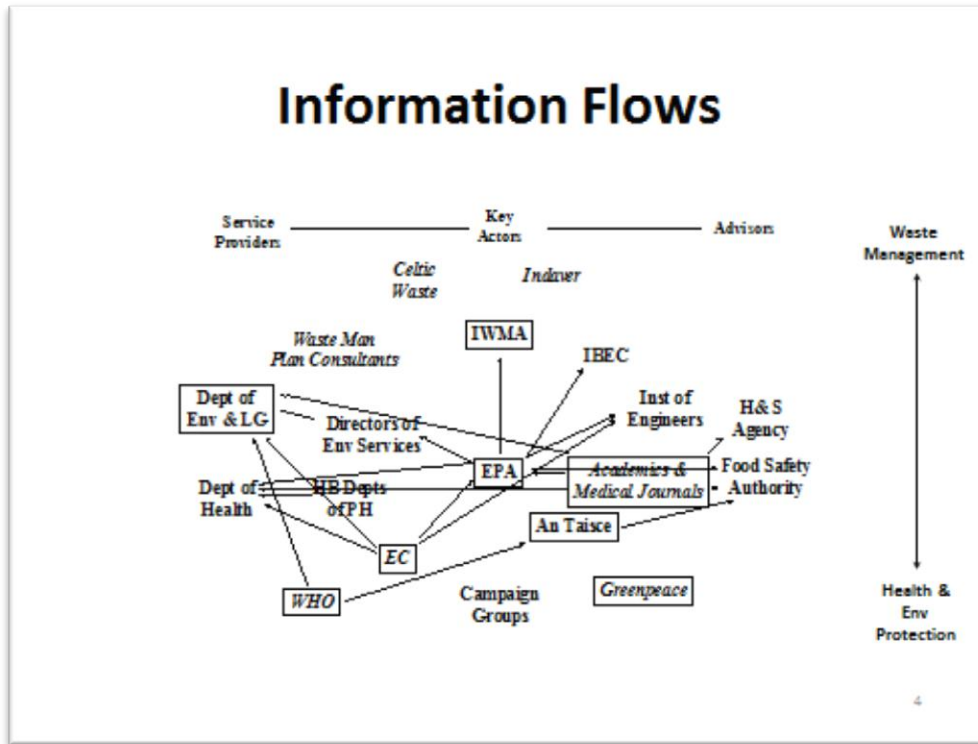 Information Flows
Service
Providers
Key
Actors
Advisors
Waste
Management
Celtic
Waste
Indaver
IWMA
Waste Man
Plan Consultants
IBEC
Dept of
Env & LG
Directors of
Env Services
Inst of
Engineers
H& S
Agency
EPA
Academics &
Medical Journals
Food Safety
Authority
Dept of
Health
HB Depts
of PH
An Taisce
EC
WHO
Campaign
Groups
Greenpeace
Health &
Env
Protection
4